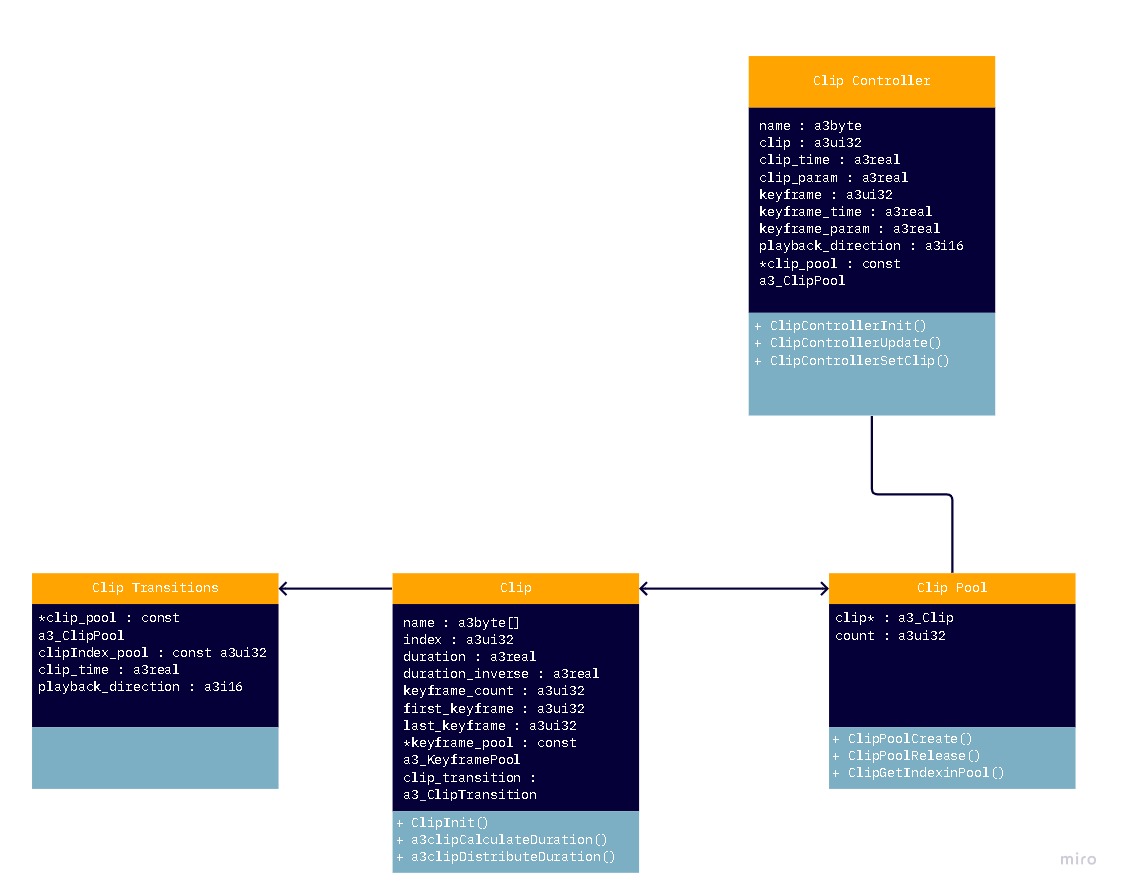 Clip Controller
name : a3byte
clip : a3ui32
clip_time : a3real
clip_param : a3real
keyframe : a3ui32
keyframe_time : a3real
keyframe_param : a3real
playback_direction : a3i16
*clip_pool : const
a3_ClipPool
+ ClipControllerInit()
+ ClipControllerUpdate()
+ ClipControllerSetClip()
Clip Transitions
*clip_pool : const
a3_ClipPool
clipIndex_pool : const a3ui32
clip_time : a3real
playback_direction : a3i16
Clip
name : a3byte[]
index : a3ui32
duration : a3real
duration_inverse : a3real
keyframe_count : a3ui32
first_keyframe : a3ui32
last_keyframe : a3ui32
*keyframe_pool : const
a3_KeyframePool
clip_transition :
a3_ClipTransition
+ ClipInit()
+ a3clipCalculateDuration()
+ a3clipDistributeDuration()
Clip Pool
clip* : a3_Clip
count : a3ui32
+ ClipPoolCreate()
+ ClipPoolRelease()
+ ClipGetIndexinPool()
miro